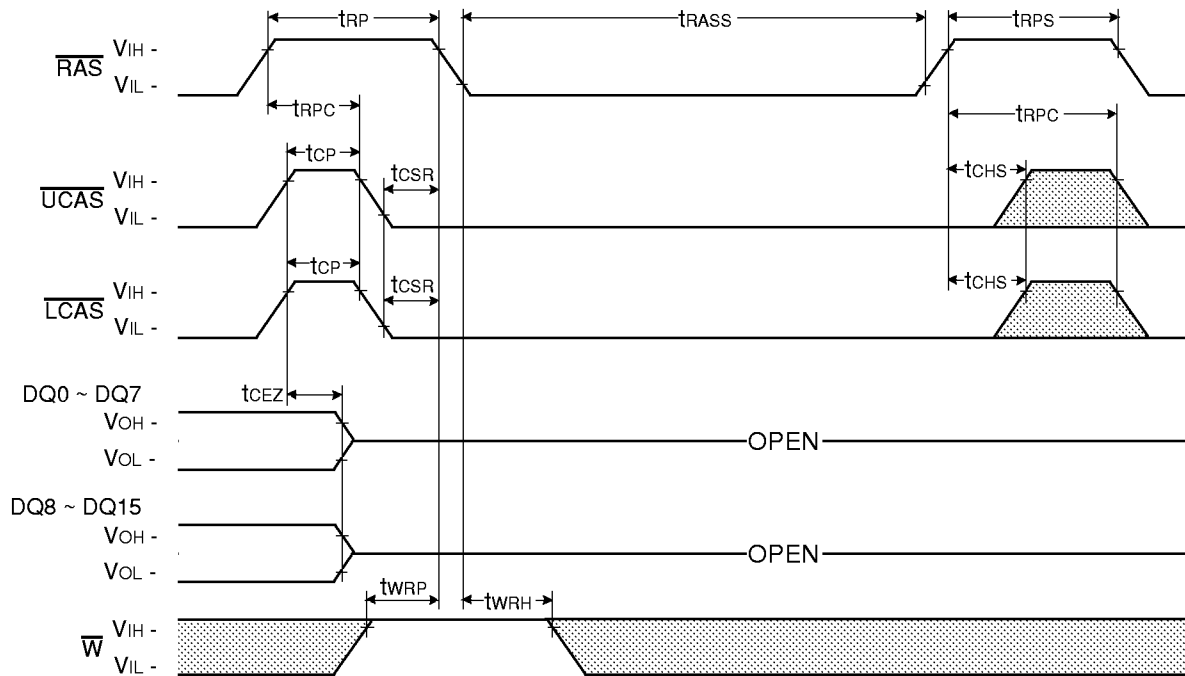 tRP
tRASS
tRPS
RAS
VIH -
VIL -
tRPC
tRPC
tCP
tCSR
tCHS
UCAS
VIH -
VIL -
tCP
tCSR
tCHS
LCAS
VIH -
VIL -
tCEZ
DQ0 ~ DQ7
VOH -
VOL -
OPEN
DQ8 ~ DQ15
VOH -
VOL -
OPEN
tWRP
tWRH
W
VIH -
VIL -